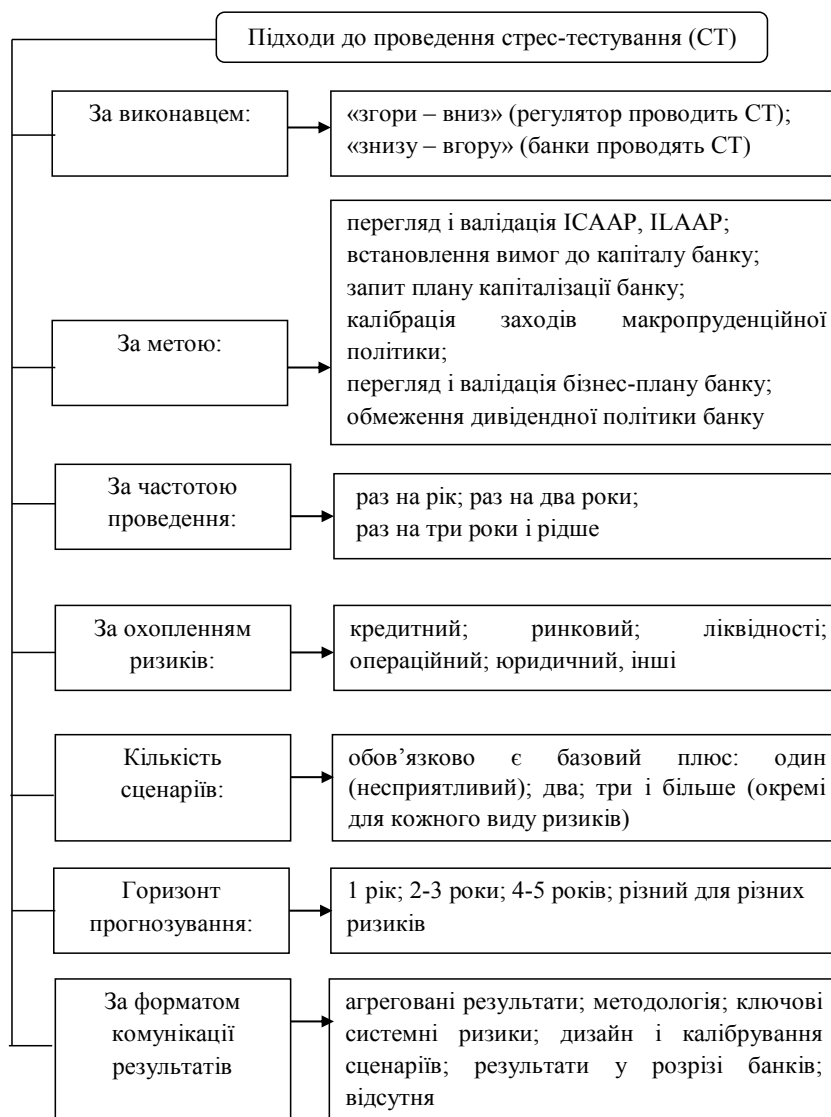 Підходи до проведення стрес-тестування (СТ)
За виконавцем:
«згори – вниз» (регулятор проводить СТ);
«знизу – вгору» (банки проводять СТ)
За метою:
перегляд і валідація ICAAP, ILAAP;
встановлення вимог до капіталу банку;
запит плану капіталізації банку;
калібрація заходів макропруденційної
політики;
перегляд і валідація бізнес-плану банку;
обмеження дивідендної політики банку
За частотою
проведення:
раз на рік; раз на два роки;
раз на три роки і рідше
За охопленням
ризиків:
кредитний; ринковий; ліквідності;
операційний; юридичний, інші
Кількість
сценаріїв:
обов’язково є базовий плюс: один
(несприятливий); два; три і більше (окремі
для кожного виду ризиків)
Горизонт
прогнозування:
1 рік; 2-3 роки; 4-5 років; різний для різних
ризиків
За форматом
комунікації
результатів
агреговані результати; методологія; ключові
системні ризики; дизайн і калібрування
сценаріїв; результати у розрізі банків;
відсутня